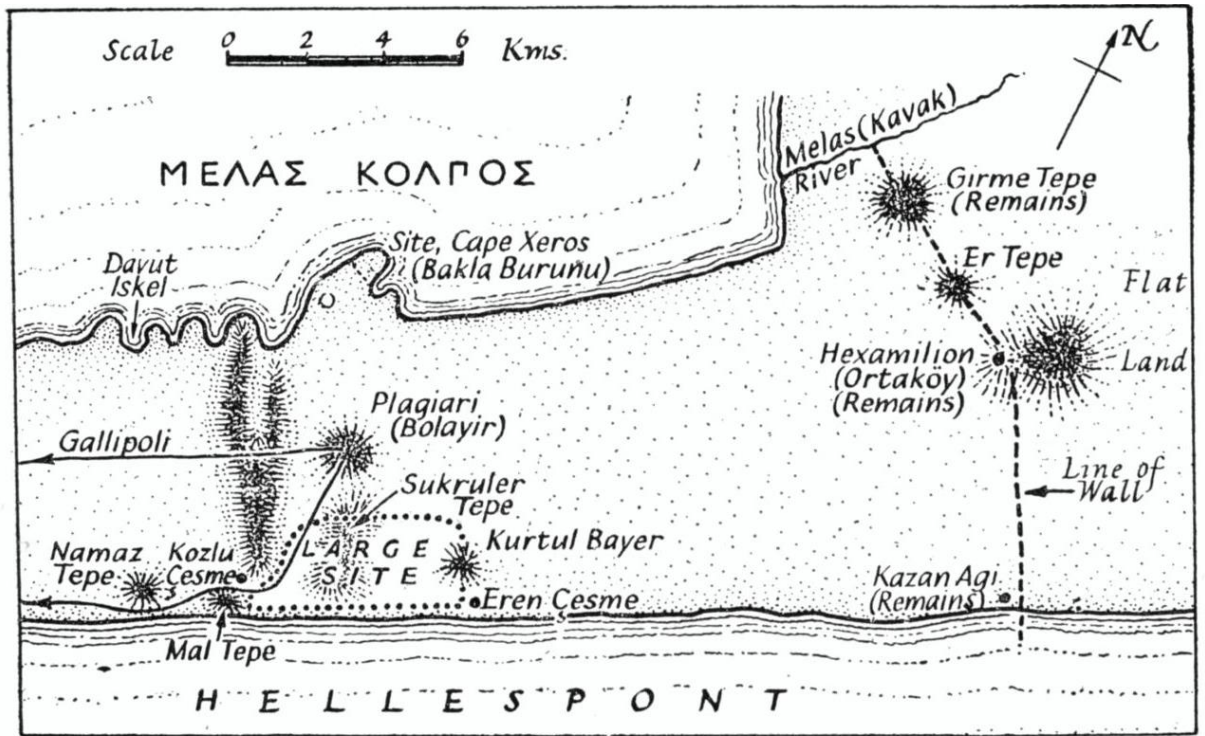 Scale 0 2 4 6 Kms.
N
ΜΕΛΑΣ ΚΟΛΠΟΣ
Melas (Kavak)
River
Girme Tepe
(Remains)
Site, Cape Xeros
(Bakla Buruñu)
Davut
Iskel
Er Tepe
Flat
Land
Hexamilion
(Ortaköy)
(Remains)
Plagiari
(Bolayir)
Gallipoli
Sukruler
Tepe
Line of
Wall
LARGE
SITE
Kurtul Bayer
Namaz
Tepe
Kozlu
Çesme
Eren Çeşme
Kazan Agi
(Remains)
Mal Tepe
HELLESPONT